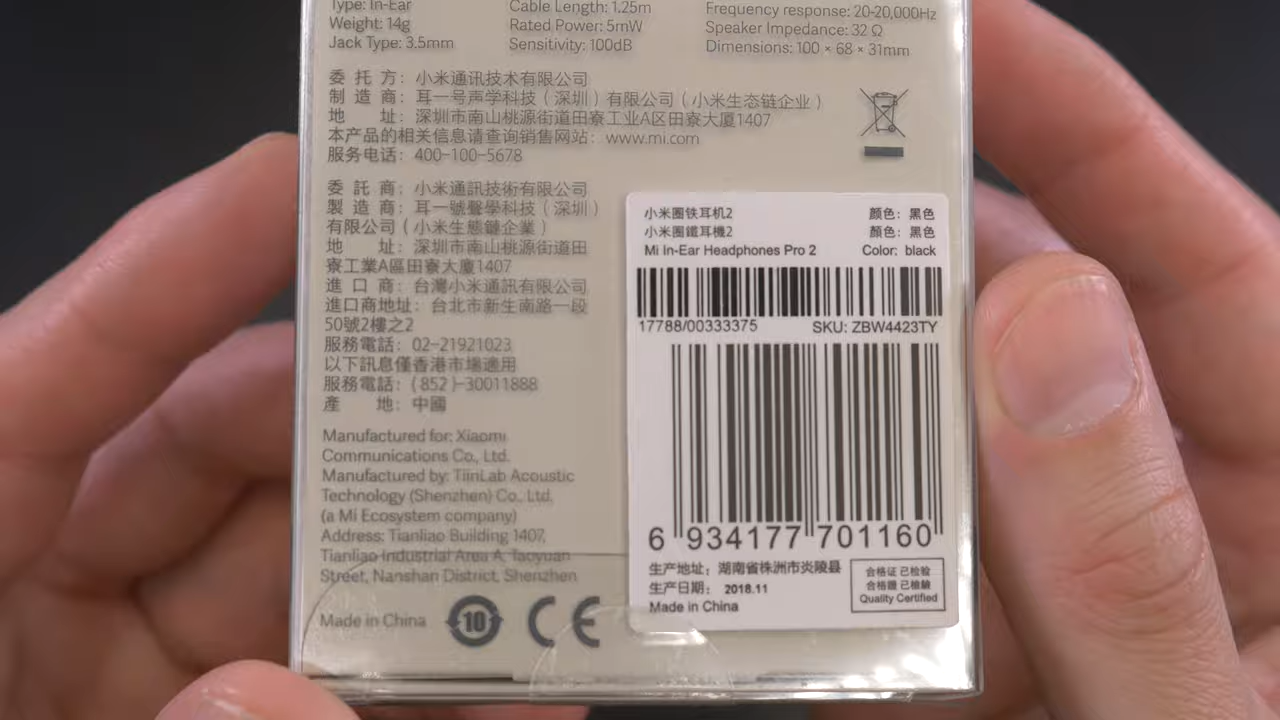 Type: In-Ear
Cable Length: 1.25m
Frequency response: 20-20,000Hz
Weight: 14g
Rated Power: 5mW
Speaker Impedance: 32 Ω
Jack Type: 3.5mm
Sensitivity: 100dB
Dimensions: 100 × 68 × 31mm
委 托 方：小米通讯技术有限公司
制 造 商：耳一号声学科技（深圳）有限公司（小米生态链企业）
地 址：深圳市南山桃源街道田寮工业A区田寮大厦1407
本产品的相关信息请查询销售网站：www.mi.com
服务电话：400-100-5678
委 託 商：小米通訊技術有限公司
製 造 商：耳一號聲學科技（深圳）
有限公司（小米生態鏈企業）
地 址：深圳市南山桃源街道田
寮工業A區田寮大廈1407
進 口 商：台灣小米通訊有限公司
進口商地址：台北市新生南路一段
50號2樓之2
服務電話：02-21921023
以下訊息僅香港市場適用
服務電話：(852)-30011888
產 地：中國
Manufactured for: Xiaomi
Communications Co., Ltd.
Manufactured by: TiinLab Acoustic
Technology (Shenzhen) Co., Ltd.
(a Mi Ecosystem company)
Address: Tianliao Building 1407,
Tianliao Industrial Area A, Taoyuan
Street, Nanshan District, Shenzhen
Made in China
10
CE
小米圈铁耳机2 颜色：黑色
小米圈鐵耳機2 顏色：黑色
Mi In-Ear Headphones Pro 2 Color: black
17788/00333375 SKU: ZBW4423TY
6 934177 701160
生产地址：湖南省株洲市炎陵县
生产日期：2018.11
Made in China
合格证 已检验
合格證 已檢驗
Quality Certified